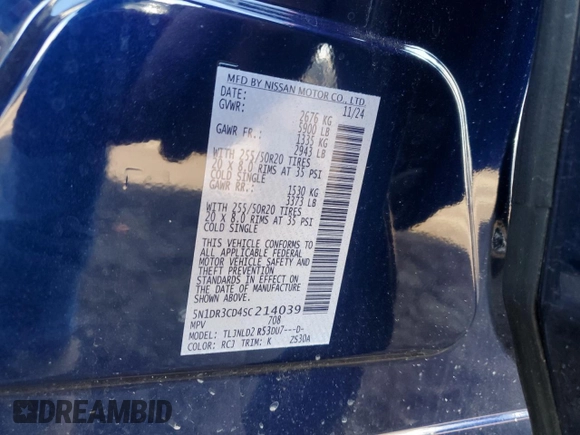 MFD BY NISSAN MOTOR CO., LTD.
DATE: 11/24
GVWR: 2676 KG
5900 LB
GAWR FR.: 1335 KG
2943 LB
WITH 255/50R20 TIRES
20 X 8.0 RIMS AT 35 PSI
COLD SINGLE
GAWR RR.: 1530 KG
3373 LB
WITH 255/50R20 TIRES
20 X 8.0 RIMS AT 35 PSI
COLD SINGLE
THIS VEHICLE CONFORMS TO
ALL APPLICABLE FEDERAL
MOTOR VEHICLE SAFETY AND
THEFT PREVENTION
STANDARDS IN EFFECT ON
THE DATE OF MANUFACTURE
SHOWN ABOVE.
5N1DR3CD4SC214039
MPV 708
MODEL: TLJNLD2 R53DU7---D-
COLOR: RCJ TRIM: K ZS3DA
DREAMBID